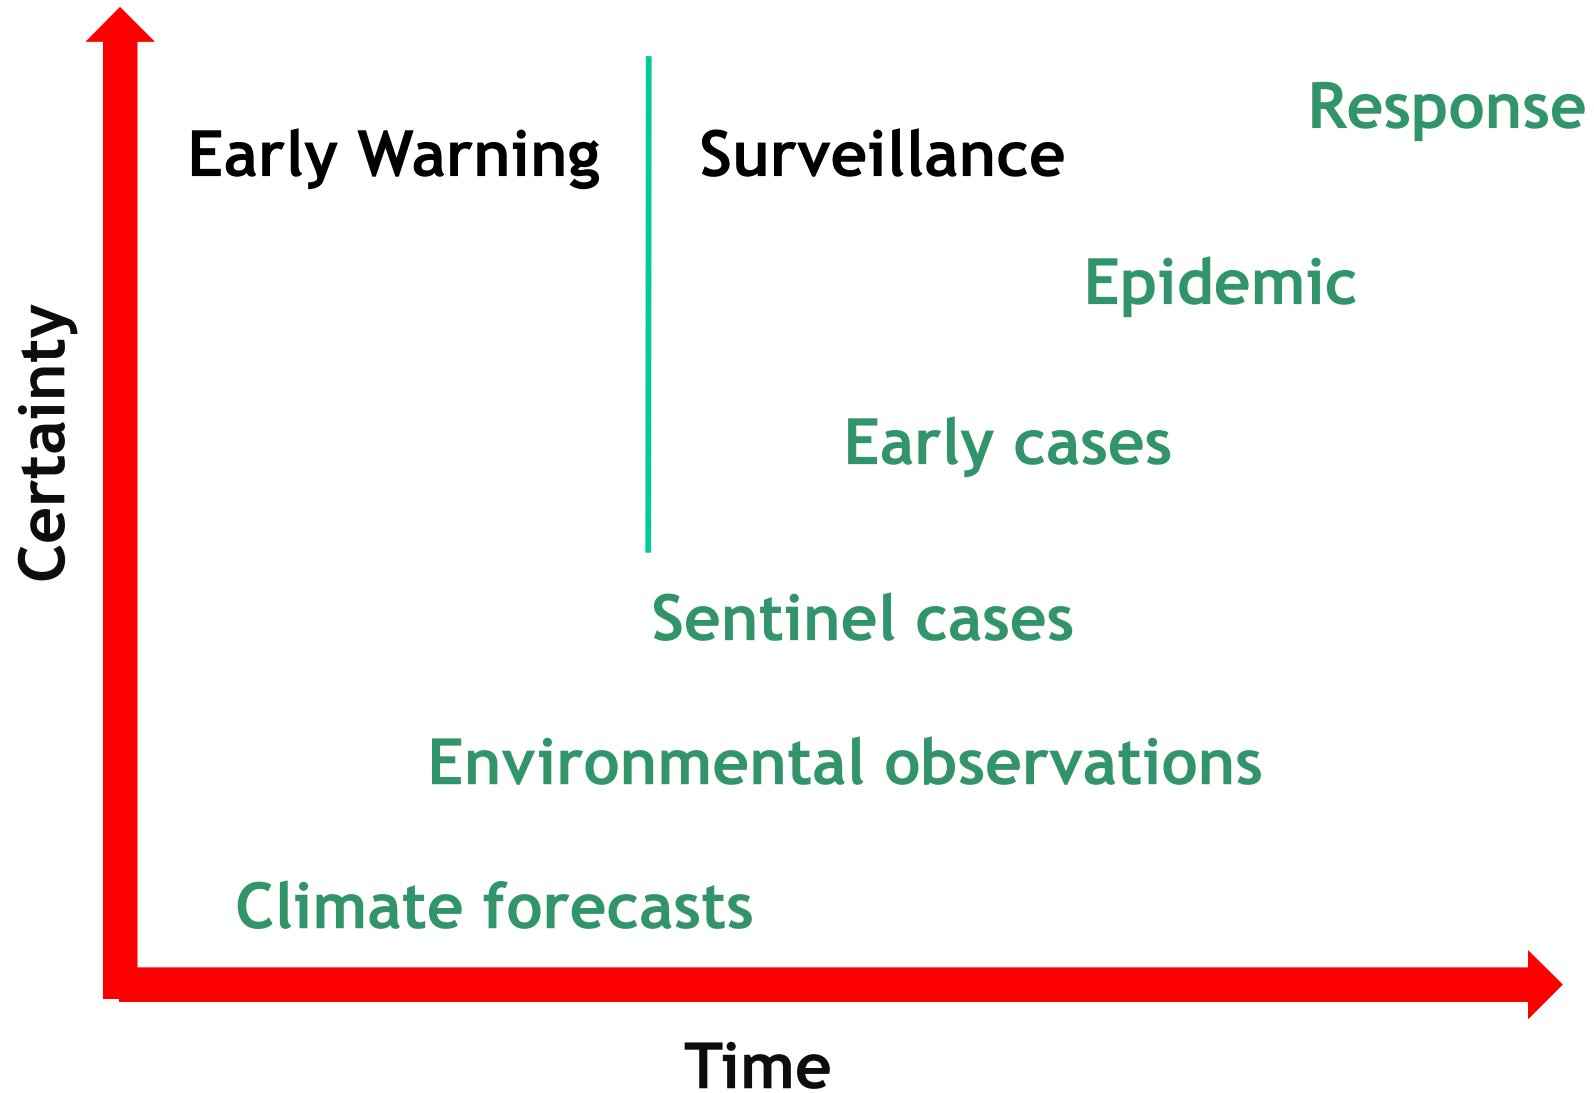 Response
Early Warning
Surveillance
Epidemic
Certainty
Early cases
Sentinel cases
Environmental observations
Climate forecasts
Time